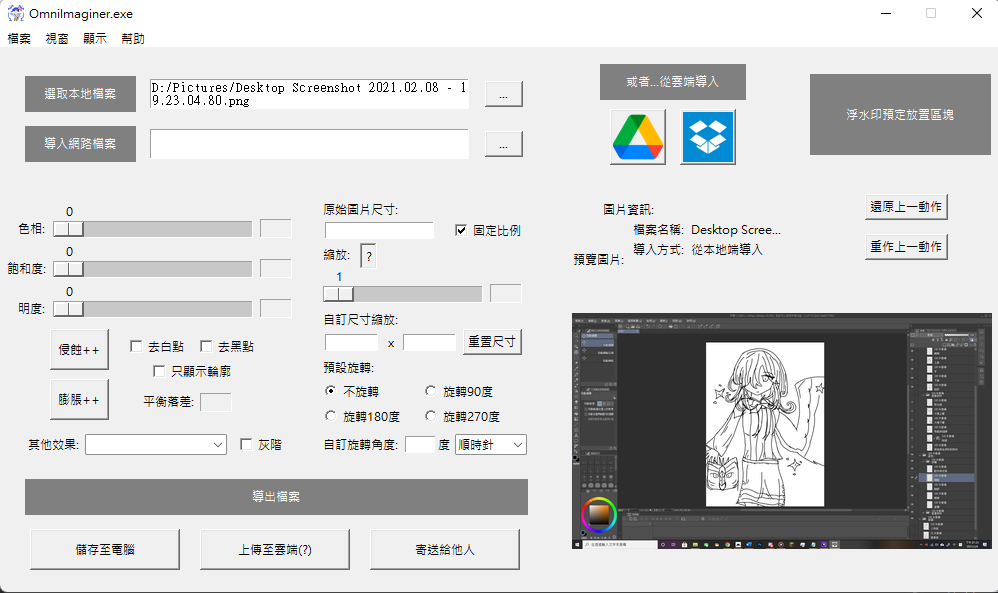 OmniImaginer.exe
檔案 視窗 顯示 幫助
選取本地檔案
D:/Pictures/Desktop Screenshot 2021.02.08 - 1
9.23.04.80.png
...
導入網路檔案
...
或者...從雲端導入
浮水印預定放置區塊
色相:
0
飽和度:
0
明度:
0
侵蝕++
膨脹++
去白點
去黑點
只顯示輪廓
平衡落差:
其他效果:
灰階
原始圖片尺寸:
固定比例
縮放:
?
1
自訂尺寸縮放:
x
重置尺寸
預設旋轉:
不旋轉
旋轉90度
旋轉180度
旋轉270度
自訂旋轉角度:
度
順時針
圖片資訊:
檔案名稱: Desktop Scree...
導入方式: 從本地端導入
預覽圖片:
還原上一動作
重作上一動作
導出檔案
儲存至電腦
上傳至雲端(?)
寄送給他人